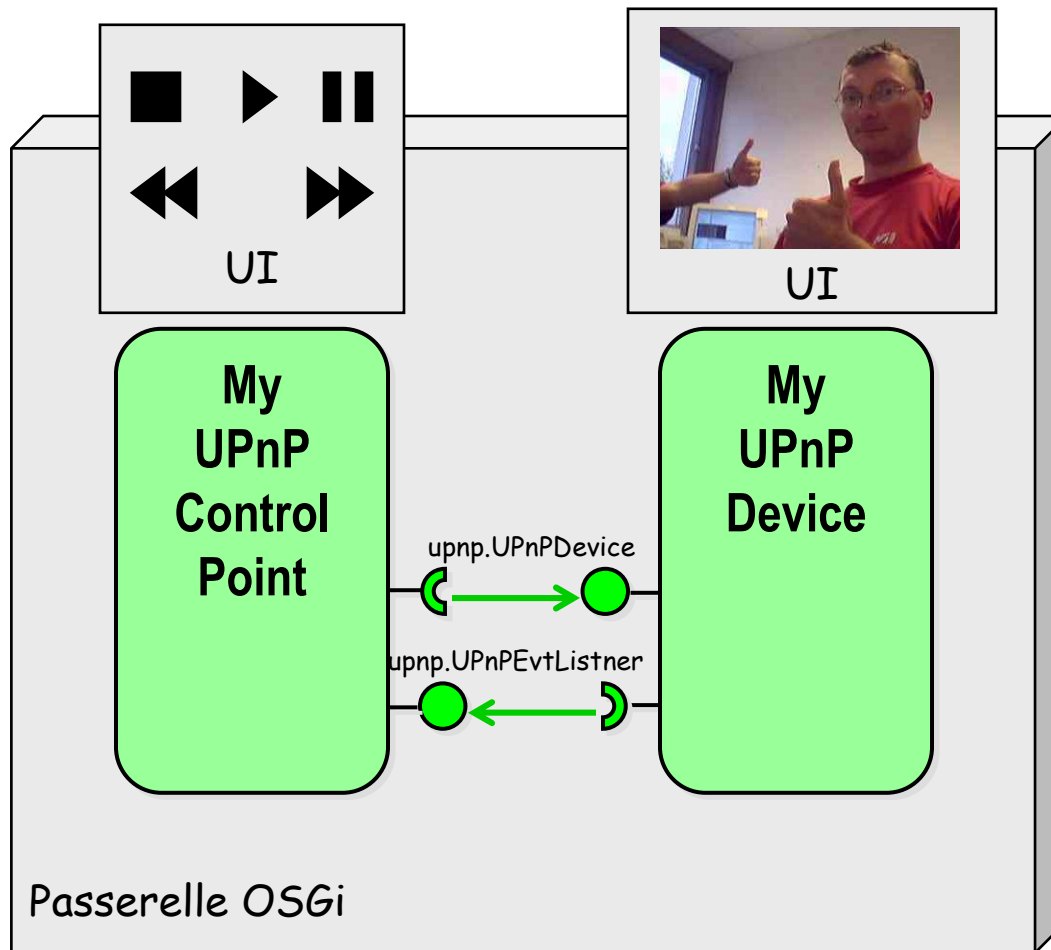 UI
UI
My
UPnP
Control
Point
My
UPnP
Device
upnp.UPnPDevice
upnp.UPnPEvtListner
Passerelle OSGi